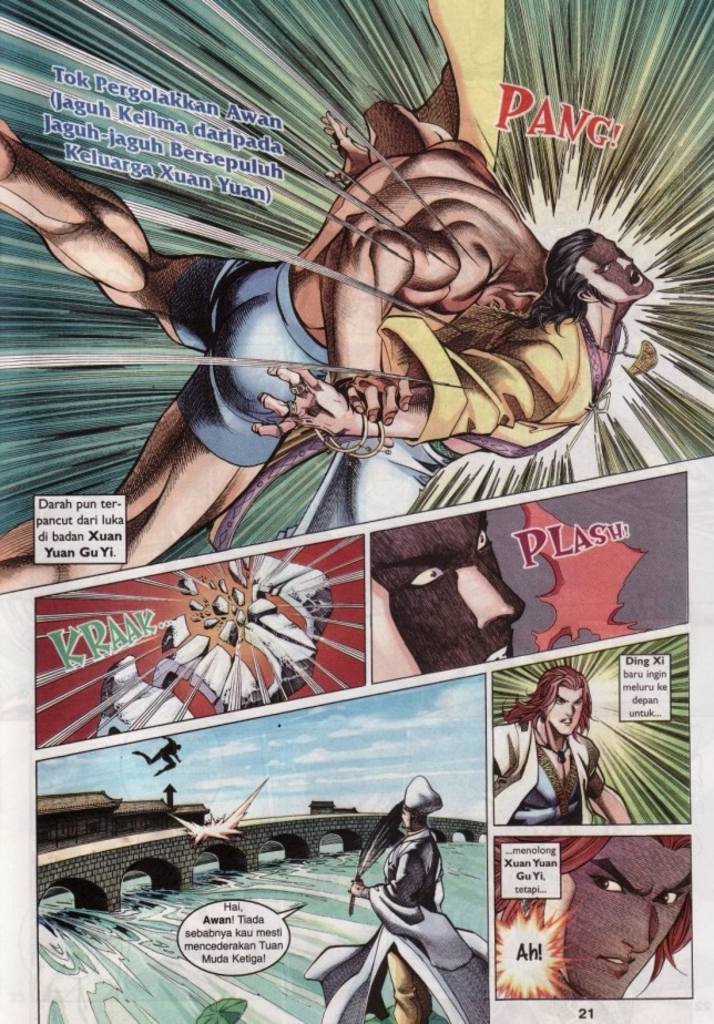 Tok Pergolakkan Awan
(Jaguh Kelima daripada
Jaguh-jaguh Bersepuluh
Keluarga Xuan Yuan)
PANG!
Darah pun ter-
pancut dari luka
di badan Xuan
Yuan Gu Yi.
KRAAK...
PLASH!
Ding Xi
baru ingin
meluru ke
depan
untuk...
Hai,
Awan! Tiada
sebabnya kau mesti
mencederakan Tuan
Muda Ketiga!
...menolong
Xuan Yuan
Gu Yi,
tetapi...
Ah!
21